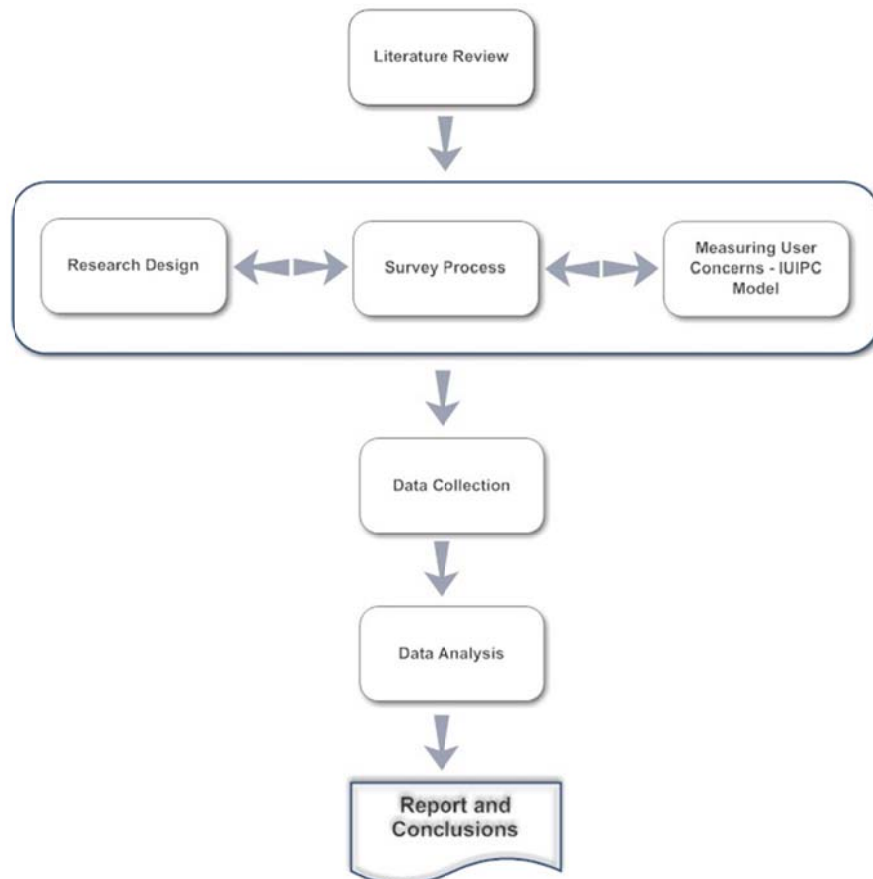 Literature Review
Research Design
Survey Process
Measuring User
Concerns - IUIPC
Model
Data Collection
Data Analysis
Report and
Conclusions